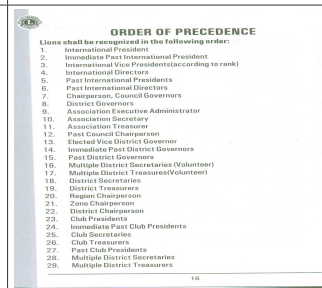 ORDER OF PRECEDENCE
Lions shall be recognized in the following order:
1. International President
2. Immediate Past International President
3. International Vice Presidents(according to rank)
4. International Directors
5. Past International Presidents
6. Past International Directors
7. Chairperson, Council Governors
8. District Governors
9. Association Executive Administrator
10. Association Secretary
11. Association Treasurer
12. Past Council Chairperson
13. Elected Vice District Governor
14. Immediate Past District Governors
15. Past District Governors
16. Multiple District Secretaries (Volunteer)
17. Multiple District Treasures(Volunteer)
18. District Secretaries
19. District Treasurers
20. Region Chairperson
21. Zone Chairperson
22. District Chairperson
23. Club Presidents
24. Immediate Past Club Presidents
25. Club Secretaries
26. Club Treasurers
27. Past Club Presidents
28. Multiple District Secretaries
29. Multiple District Treasurers
16